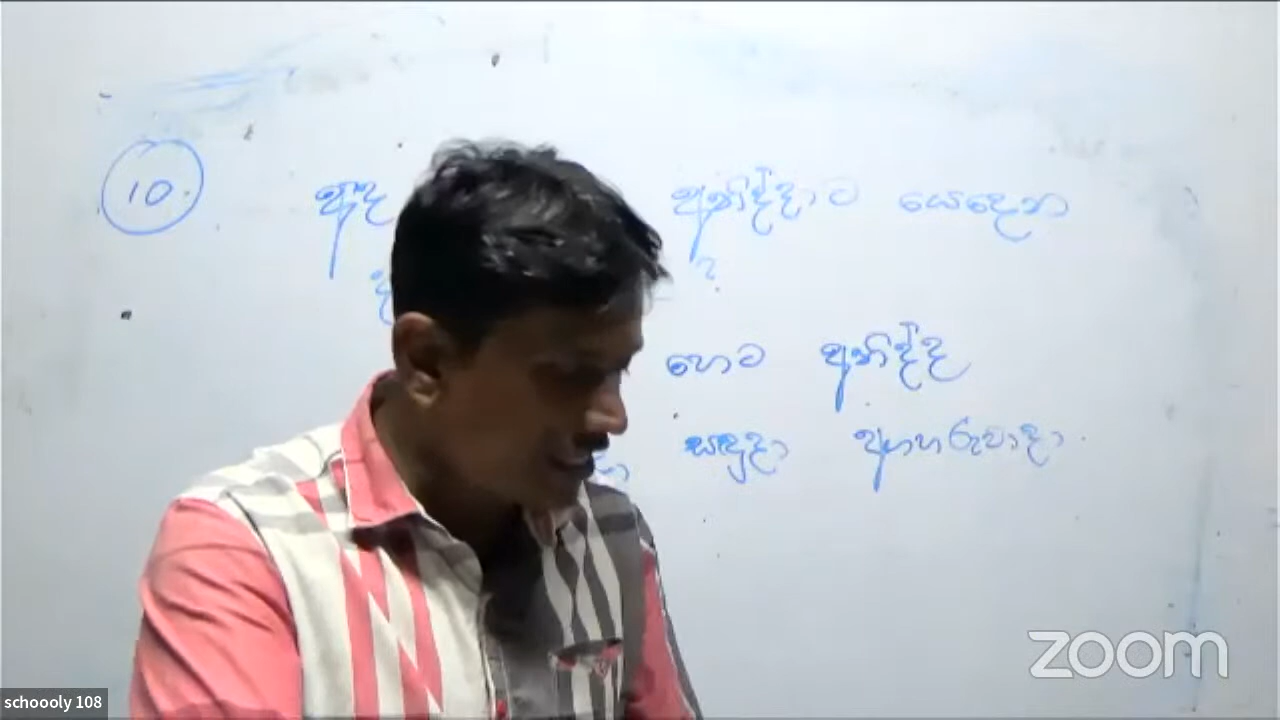 10 අද අනිද්දාට යෙදෙන
?
හෙට අනිද්ද
සඳුදා අඟහරුවාදා.
zoom
schoooly 108